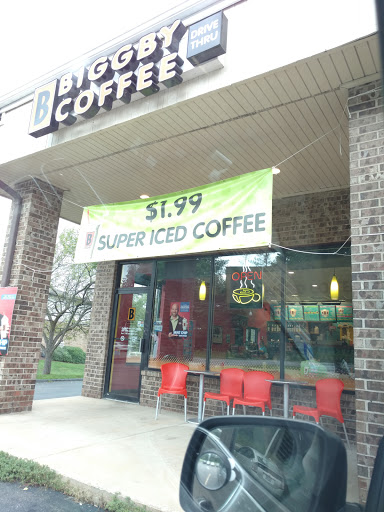 B
BIGGBY
COFFEE
DRIVE
THRU
$1.99
B SUPER ICED COFFEE
OPEN
B